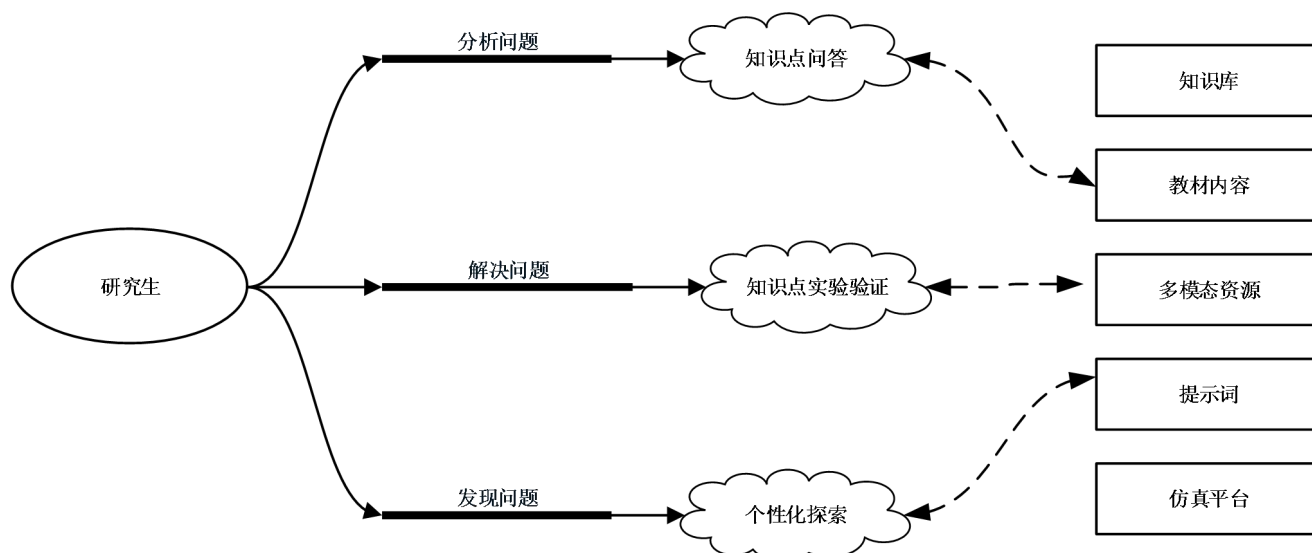 分析问题
知识点问答
知识库
教材内容
研究生
解决问题
知识点实验验证
多模态资源
提示词
发现问题
个性化探索
仿真平台